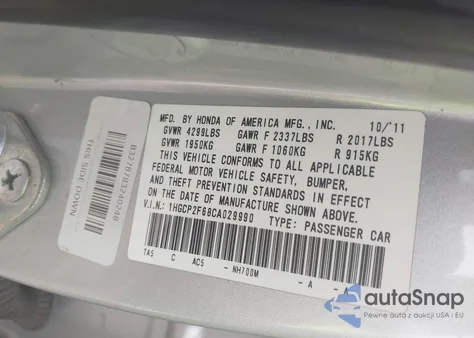 MFD. BY HONDA OF AMERICA MFG., INC. 10/'11
GVWR 4299LBS GAWR F 2337LBS R 2017LBS
GVWR 1950KG GAWR F 1060KG R 915KG
THIS VEHICLE CONFORMS TO ALL APPLICABLE
FEDERAL MOTOR VEHICLE SAFETY, BUMPER,
AND THEFT PREVENTION STANDARDS IN EFFECT
ON THE DATE OF MANUFACTURE SHOWN ABOVE.
V.I.N.: 1HGCP2F68CA029990 TYPE: PASSENGER CAR
TA5 C AC5 - NH700M - A - A
THIS SIDE DOWN
autoSnap
Pewne auta z aukcji USA i EU